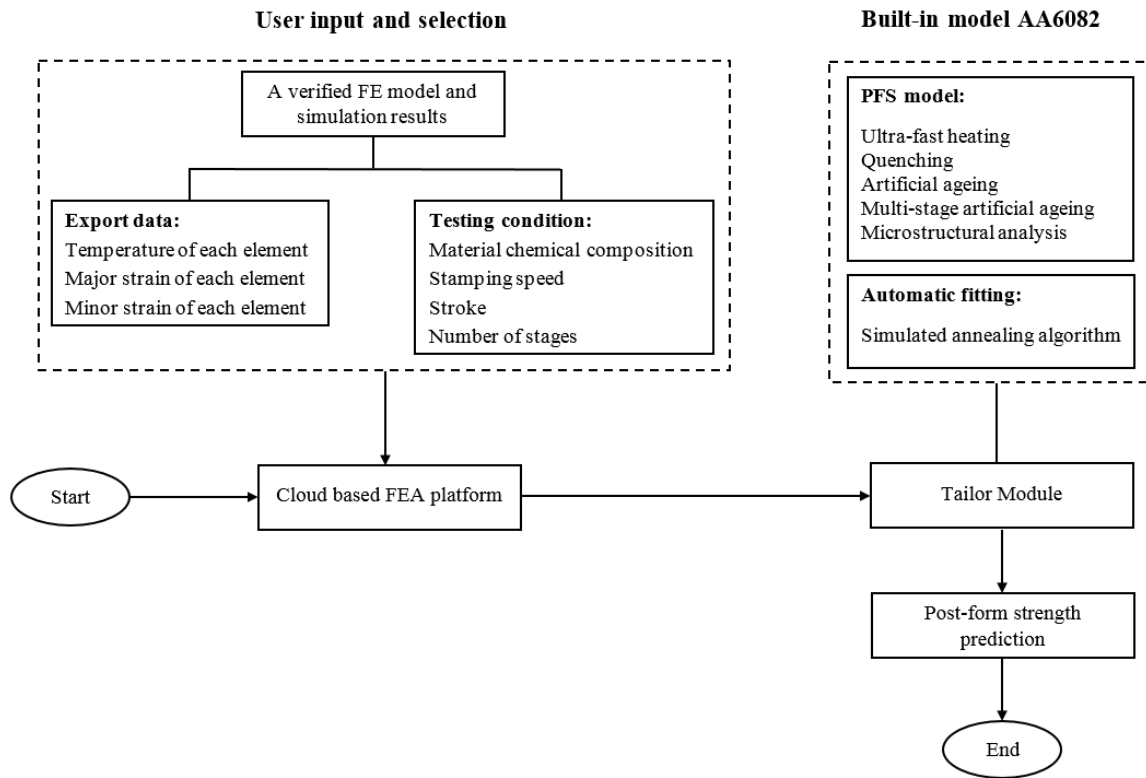 User input and selection
Built-in model AA6082
A verified FE model and
simulation results
Export data:
Temperature of each element
Major strain of each element
Minor strain of each element
Testing condition:
Material chemical composition
Stamping speed
Stroke
Number of stages
PFS model:
Ultra-fast heating
Quenching
Artificial ageing
Multi-stage artificial ageing
Microstructural analysis
Automatic fitting:
Simulated annealing algorithm
Start
Cloud based FEA platform
Tailor Module
Post-form strength
prediction
End